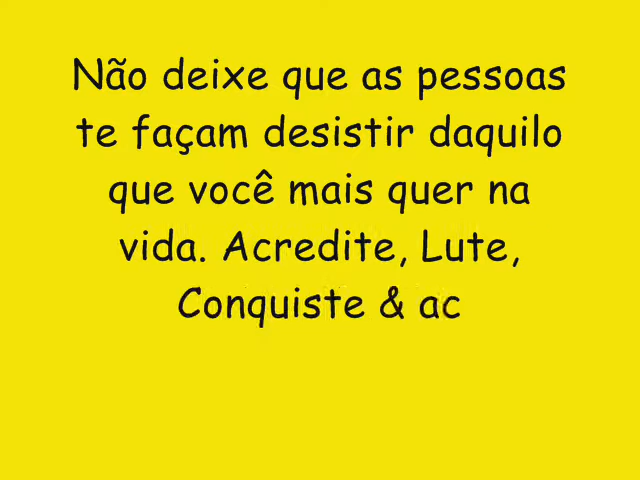 Não deixe que as pessoas
te façam desistir daquilo
que você mais quer na
vida. Acredite, Lute,
Conquiste & ac